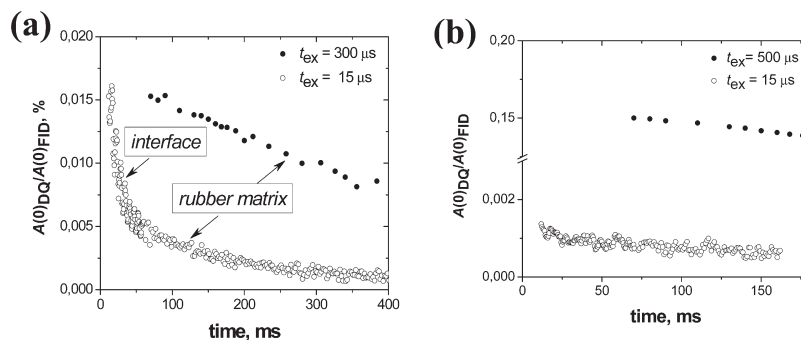 (a)
0,020
0,015
0,010
0,005
0,000
A(0)DQ/A(0)FID, %
tex = 300 μs
tex = 15 μs
interface
rubber matrix
0 100 200 300 400
time, ms
(b)
0,20
0,15
0,002
0,000
A(0)DQ/A(0)FID
tex = 500 μs
tex = 15 μs
0 50 100 150
time, ms